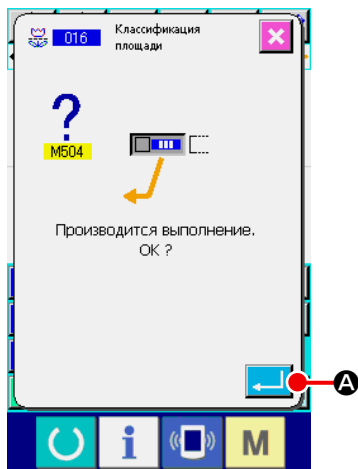 016
Классификация
площади
?
M504
Производится выполнение.
OK ?
A
i
M